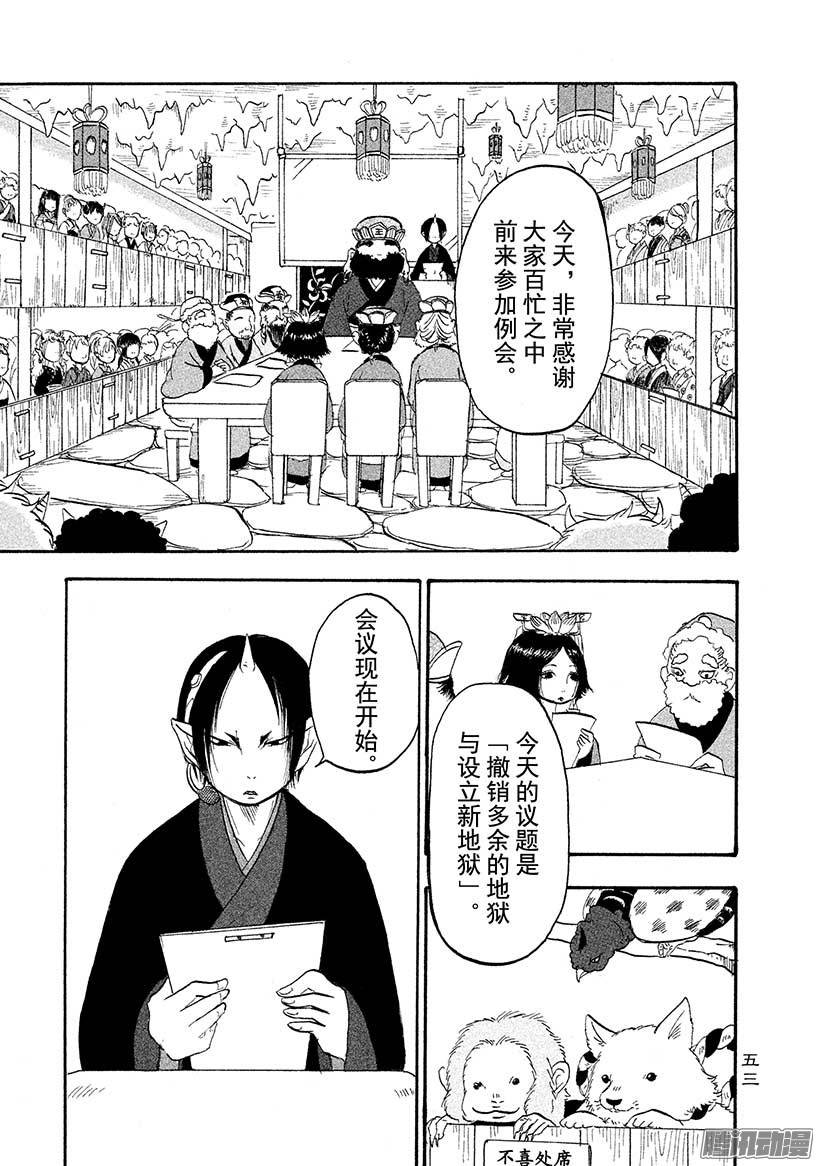 今天，非常感谢
大家百忙之中
前来参加例会。
今天的议题是
「撤销多余的地狱
与设立新地狱」。
会议现在开始。
不喜处席
五三
腾讯动漫